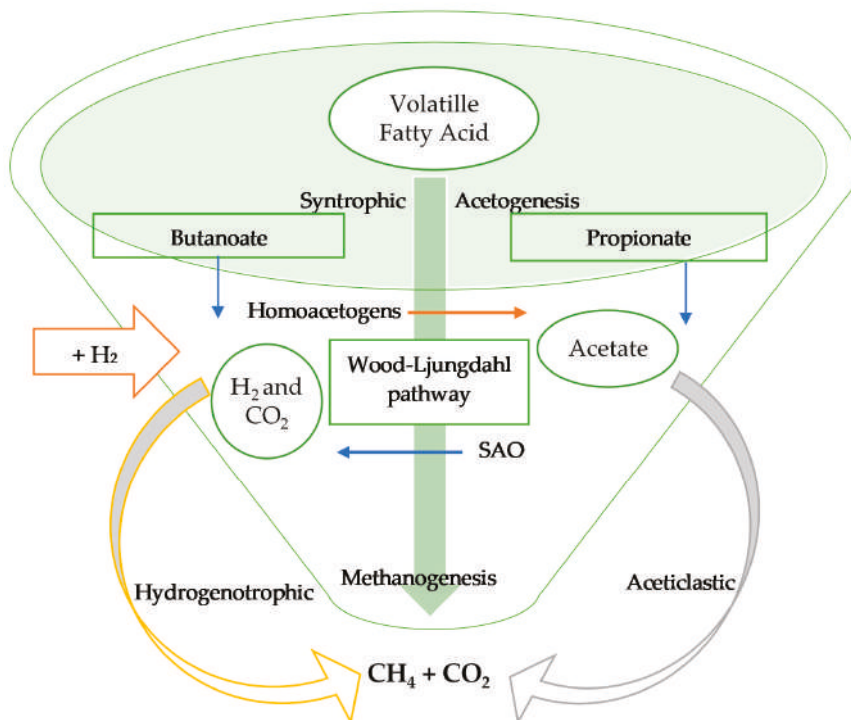 Volatille
Fatty Acid
Syntrophic
Acetogenesis
Butanoate
Propionate
Homoacetogens
+ H₂
Acetate
Wood-Ljungdahl
pathway
H₂ and
CO₂
SAO
Methanogenesis
Hydrogenotrophic
Aceticlastic
CH₄ + CO₂